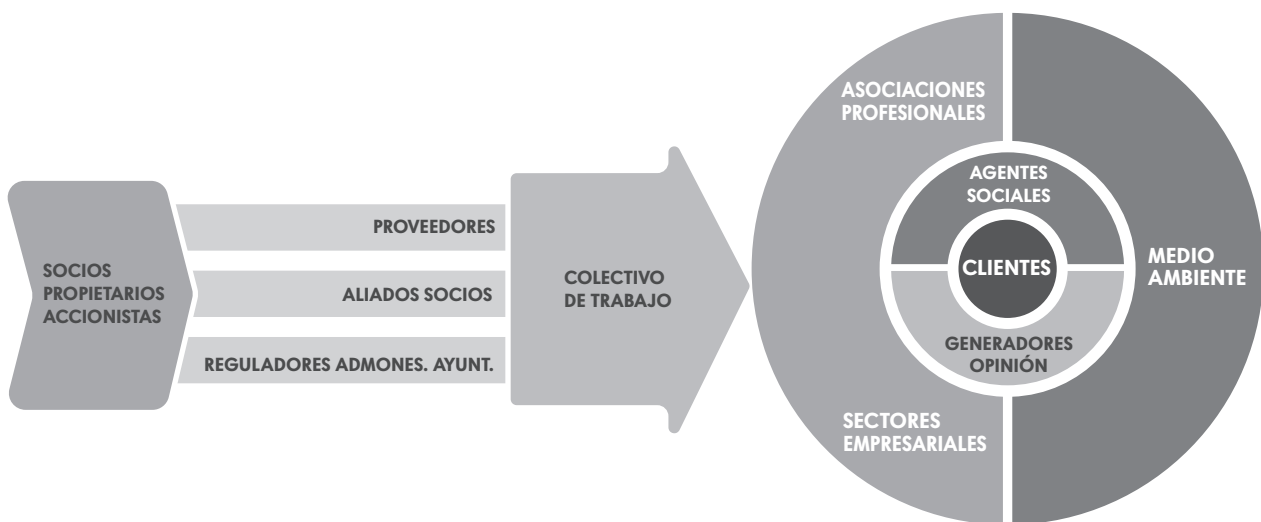 SOCIOS
PROPIETARIOS
ACCIONISTAS
PROVEEDORES
ALIADOS SOCIOS
REGULADORES ADMONES. AYUNT.
COLECTIVO
DE TRABAJO
ASOCIACIONES
PROFESIONALES
AGENTES
SOCIALES
CLIENTES
GENERADORES
OPINIÓN
MEDIO
AMBIENTE
SECTORES
EMPRESARIALES